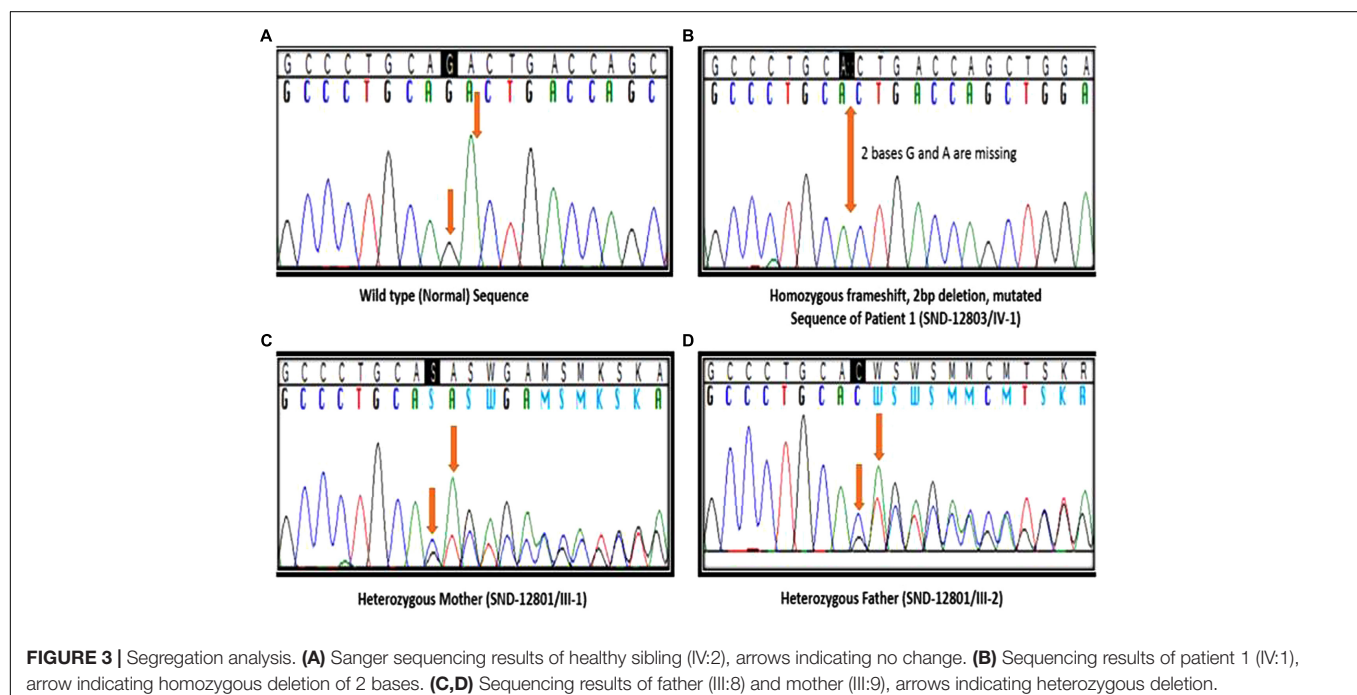 A
G C C C T G C A G A C T G A C C A G C
G C C C T G C A G A C T G A C C A G C
Wild type (Normal) Sequence
B
G C C C T G C A C T G A C C A G C T G G A
G C C C T G C A C T G A C C A G C T G G A
2 bases G and A are missing
Homozygous frameshift, 2bp deletion, mutated
Sequence of Patient 1 (SND-12803/IV-1)
C
G C C C T G C A S A S W G A M S M K S K A
G C C C T G C A S A S W G A M S M K S K A
Heterozygous Mother (SND-12801/III-1)
D
G C C C T G C A C W S W S M M C M T S K R
G C C C T G C A C W S W S M M C M T S K R
Heterozygous Father (SND-12801/III-2)
FIGURE 3 | Segregation analysis. (A) Sanger sequencing results of healthy sibling (IV:2), arrows indicating no change. (B) Sequencing results of patient 1 (IV:1),
arrow indicating homozygous deletion of 2 bases. (C,D) Sequencing results of father (III:8) and mother (III:9), arrows indicating heterozygous deletion.